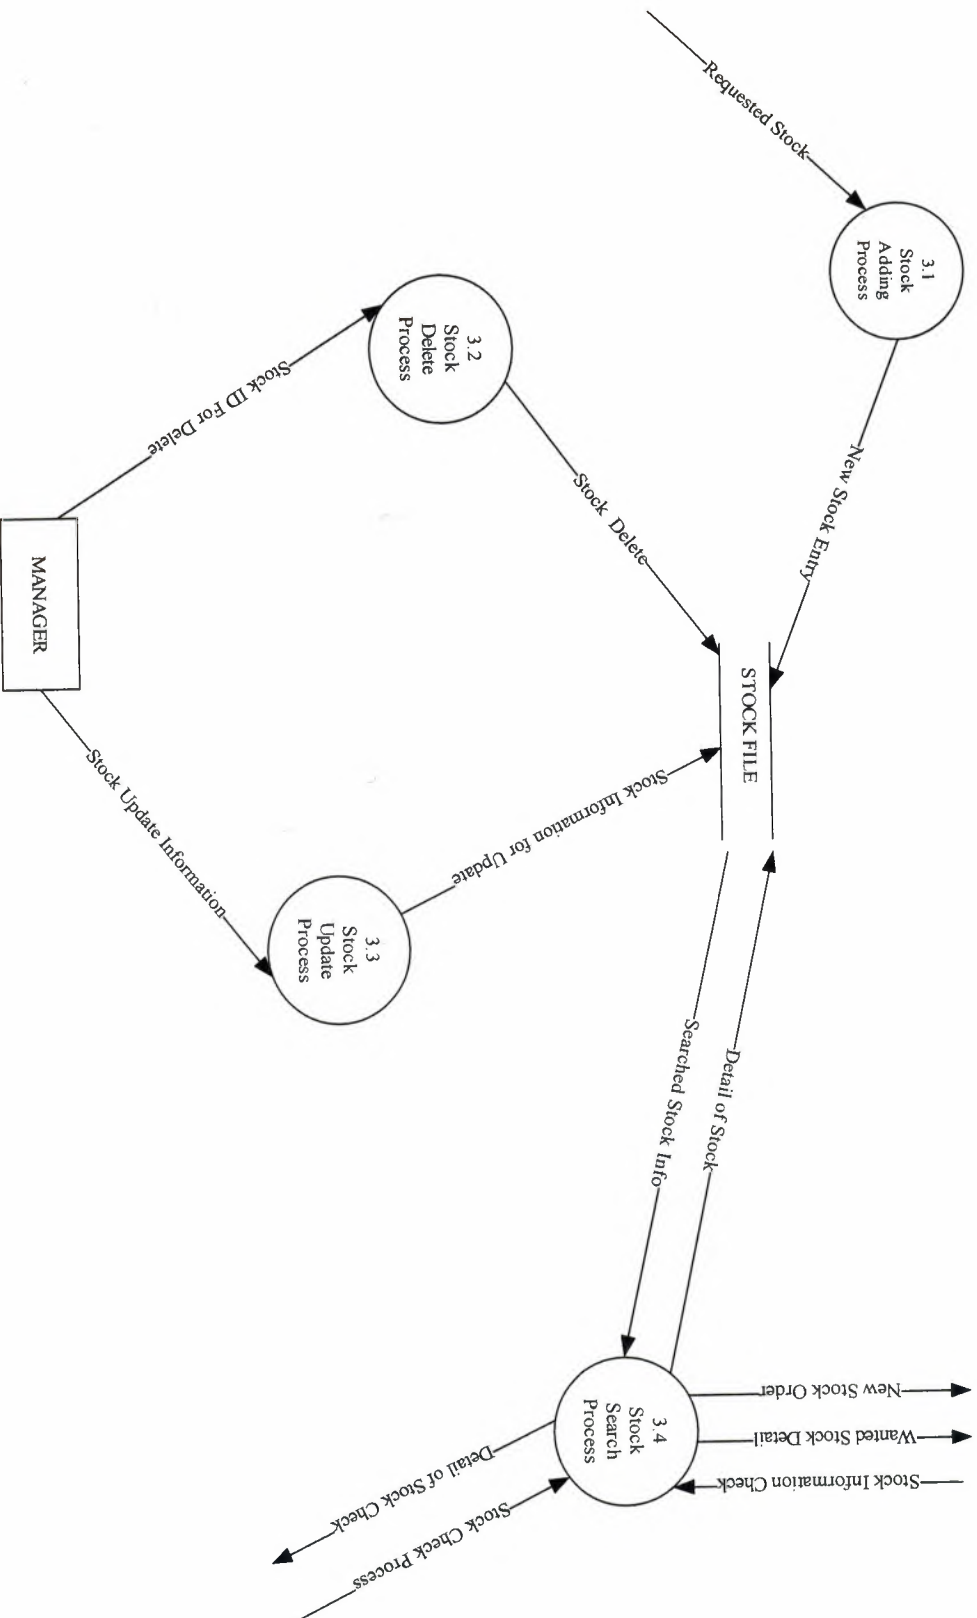 Requested Stock
3.1
Stock
Adding
Process
New Stock Entry
STOCK FILE
3.2
Stock
Delete
Process
Stock Delete
Stock ID For Delete
MANAGER
Stock Update Information
3.3
Stock
Update
Process
Stock Information for Update
Detail of Stock
Searched Stock Info
3.4
Stock
Search
Process
New Stock Order
Wanted Stock Detail
Stock Information Check
Detail of Stock Check
Stock Check Process